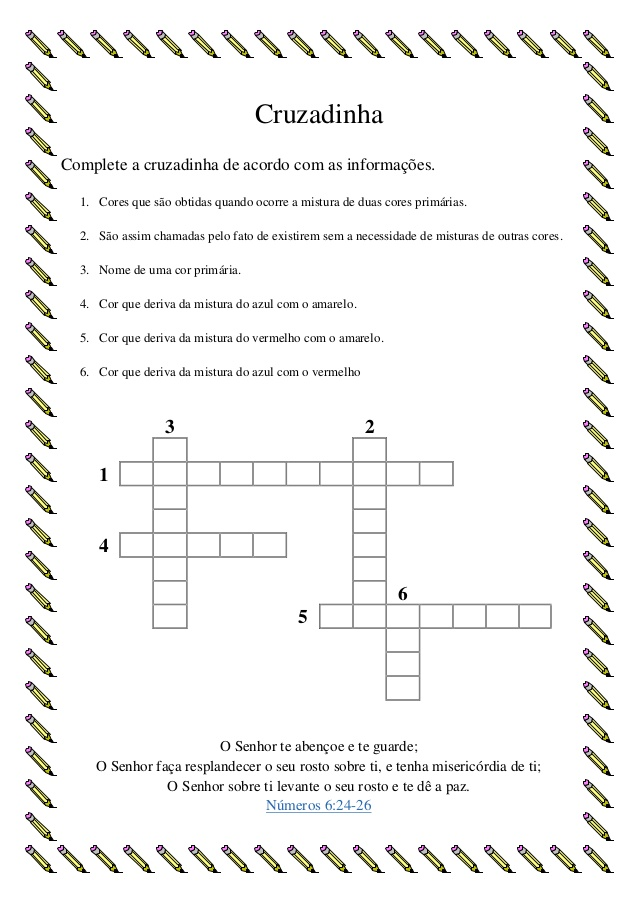 Cruzadinha
Complete a cruzadinha de acordo com as informações.
1. Cores que são obtidas quando ocorre a mistura de duas cores primárias.
2. São assim chamadas pelo fato de existirem sem a necessidade de misturas de outras cores.
3. Nome de uma cor primária.
4. Cor que deriva da mistura do azul com o amarelo.
5. Cor que deriva da mistura do vermelho com o amarelo.
6. Cor que deriva da mistura do azul com o vermelho
3 2
1
4
6
5
O Senhor te abençoe e te guarde;
O Senhor faça resplandecer o seu rosto sobre ti, e tenha misericórdia de ti;
O Senhor sobre ti levante o seu rosto e te dê a paz.
Números 6:24-26